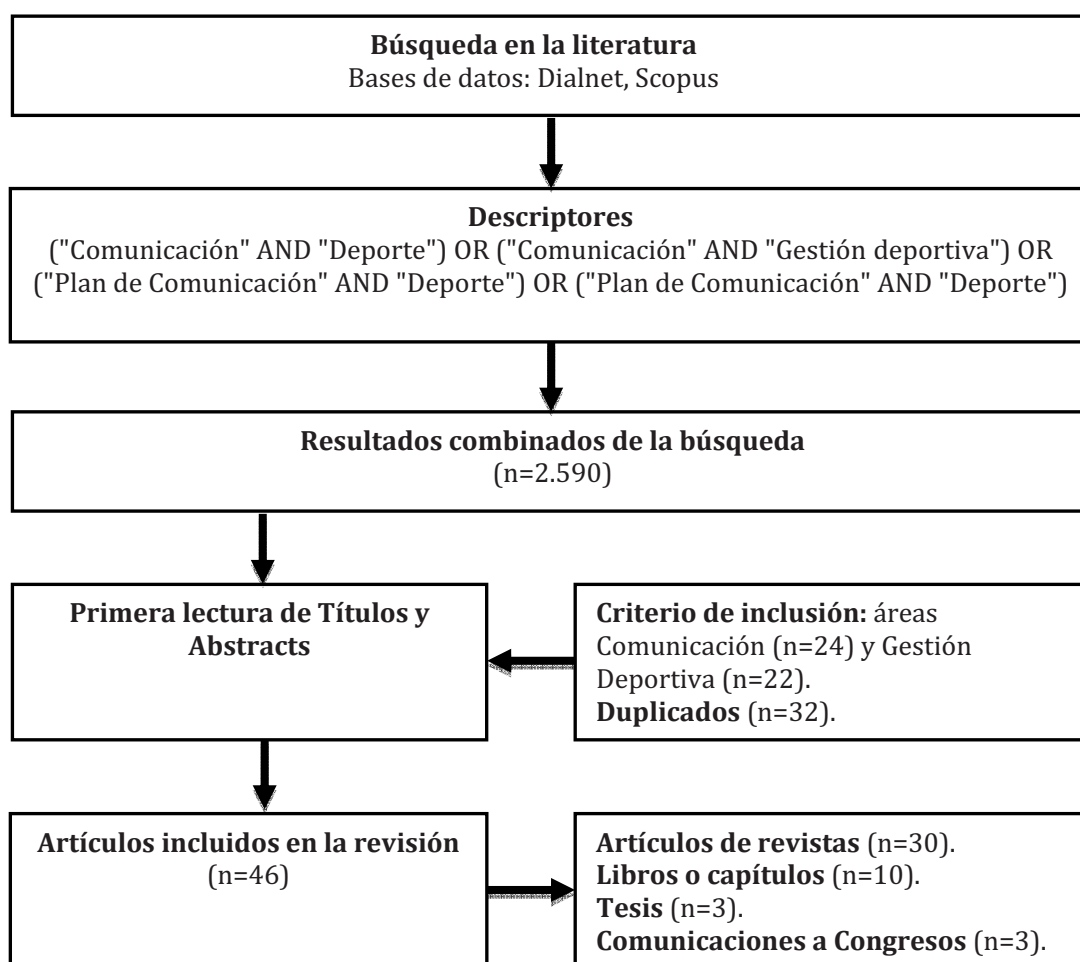 Búsqueda en la literatura
Bases de datos: Dialnet, Scopus
Descriptores
("Comunicación" AND "Deporte") OR ("Comunicación" AND "Gestión deportiva") OR
("Plan de Comunicación" AND "Deporte") OR ("Plan de Comunicación" AND "Deporte")
Resultados combinados de la búsqueda
(n=2.590)
Primera lectura de Títulos y
Abstracts
Criterio de inclusión: áreas
Comunicación (n=24) y Gestión
Deportiva (n=22).
Duplicados (n=32).
Artículos incluidos en la revisión
(n=46)
Artículos de revistas (n=30).
Libros o capítulos (n=10).
Tesis (n=3).
Comunicaciones a Congresos (n=3).